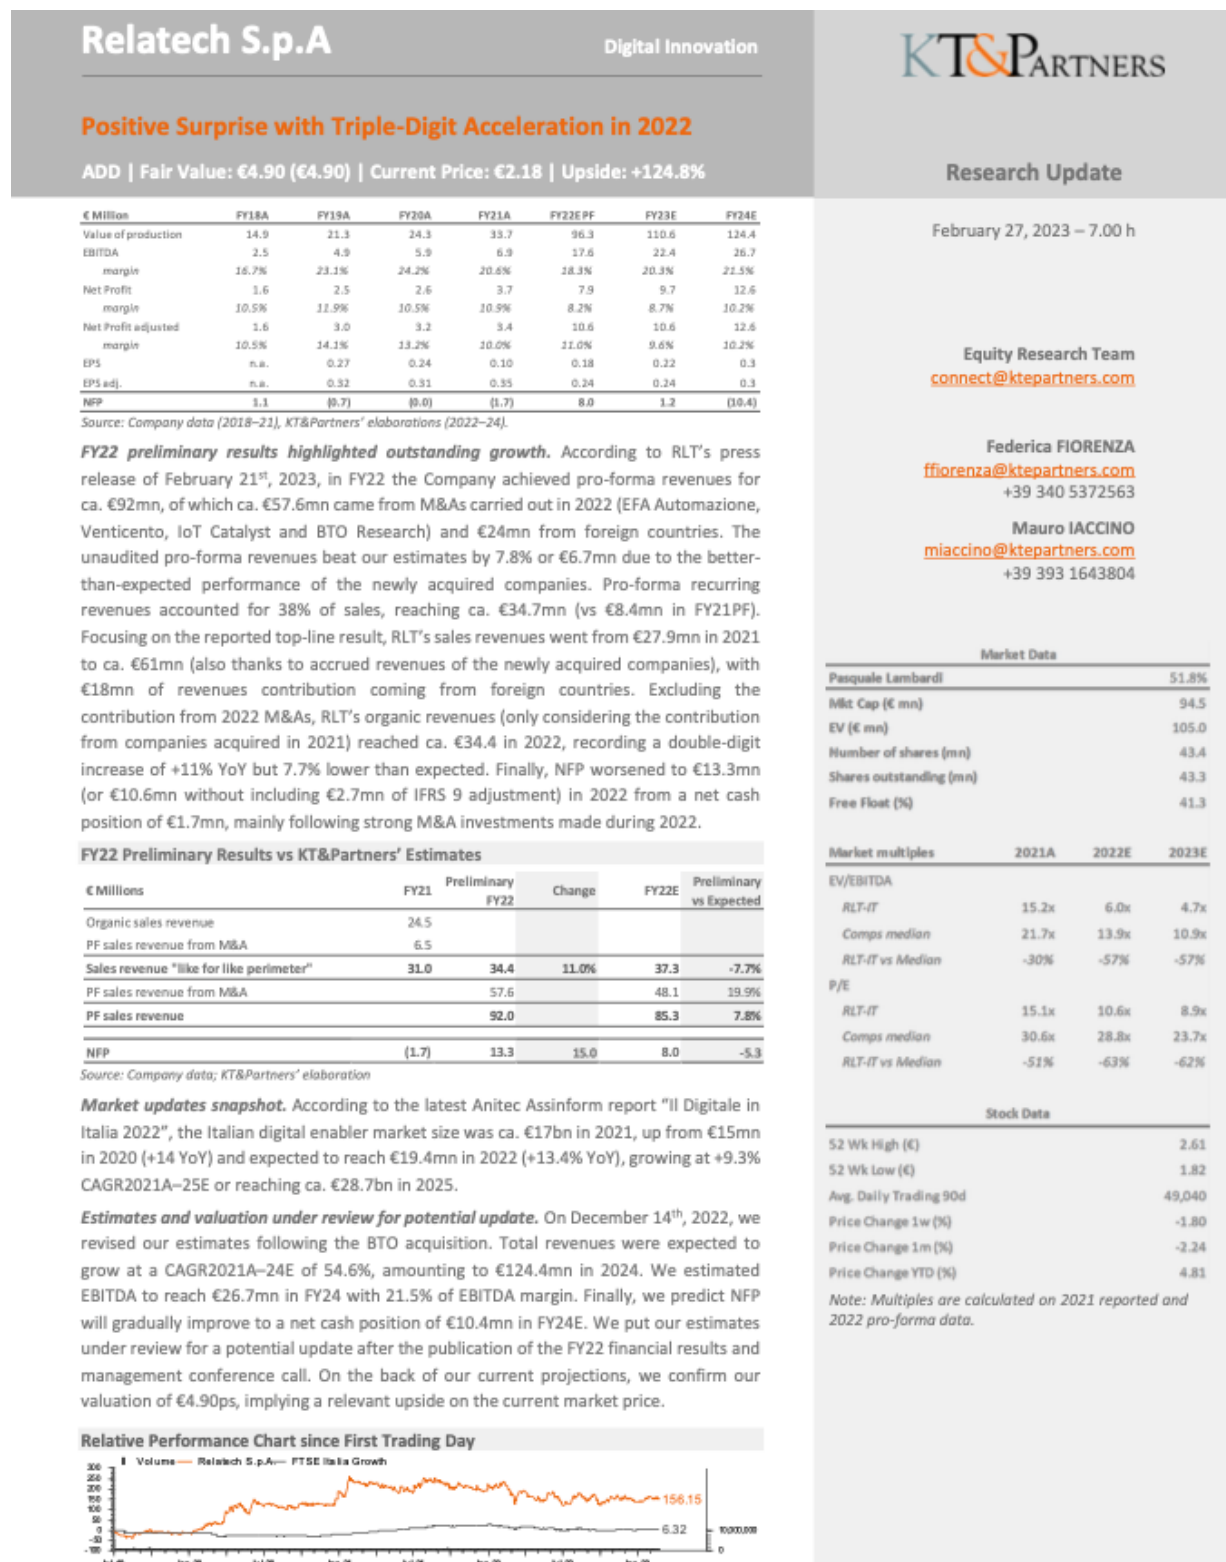 Relatech S.p.A
Digital Innovation
KT&PARTNERS
Positive Surprise with Triple-Digit Acceleration in 2022
ADD | Fair Value: €4.90 (€4.90) | Current Price: €2.18 | Upside: +124.8%
Research Update
€ Million FY18A FY19A FY20A FY21A FY22E PF FY23E FY24E
Value of production 14.9 21.3 24.3 33.7 96.3 110.6 124.4
EBITDA 2.5 4.9 5.9 6.9 17.6 22.4 26.7
margin 16.7% 23.1% 24.2% 20.6% 18.3% 20.3% 21.5%
Net Profit 1.6 2.5 2.6 3.7 7.9 9.7 12.6
margin 10.5% 11.9% 10.5% 10.9% 8.2% 8.7% 10.2%
Net Profit adjusted 1.6 3.0 3.2 3.4 10.6 10.6 12.6
margin 10.5% 14.1% 13.2% 10.0% 11.0% 9.6% 10.2%
EPS n.a. 0.27 0.24 0.10 0.18 0.22 0.3
EPS adj. n.a. 0.32 0.31 0.35 0.24 0.24 0.3
NFP 1.1 (0.7) (0.0) (1.7) 8.0 1.2 (10.4)
Source: Company data (2018–21), KT&Partners' elaborations (2022–24).
FY22 preliminary results highlighted outstanding growth. According to RLT's press
release of February 21st, 2023, in FY22 the Company achieved pro-forma revenues for
ca. €92mn, of which ca. €57.6mn came from M&As carried out in 2022 (EFA Automazione,
Venticento, IoT Catalyst and BTO Research) and €24mn from foreign countries. The
unaudited pro-forma revenues beat our estimates by 7.8% or €6.7mn due to the better-
than-expected performance of the newly acquired companies. Pro-forma recurring
revenues accounted for 38% of sales, reaching ca. €34.7mn (vs €8.4mn in FY21PF).
Focusing on the reported top-line result, RLT's sales revenues went from €27.9mn in 2021
to ca. €61mn (also thanks to accrued revenues of the newly acquired companies), with
€18mn of revenues contribution coming from foreign countries. Excluding the
contribution from 2022 M&As, RLT's organic revenues (only considering the contribution
from companies acquired in 2021) reached ca. €34.4 in 2022, recording a double-digit
increase of +11% YoY but 7.7% lower than expected. Finally, NFP worsened to €13.3mn
(or €10.6mn without including €2.7mn of IFRS 9 adjustment) in 2022 from a net cash
position of €1.7mn, mainly following strong M&A investments made during 2022.
FY22 Preliminary Results vs KT&Partners' Estimates
€ Millions FY21 Preliminary FY22 Change FY22E Preliminary vs Expected
Organic sales revenue 24.5
PF sales revenue from M&A 6.5
Sales revenue "like for like perimeter" 31.0 34.4 11.0% 37.3 -7.7%
PF sales revenue from M&A 57.6 48.1 19.9%
PF sales revenue 92.0 85.3 7.8%
NFP (1.7) 13.3 15.0 8.0 -5.3
Source: Company data; KT&Partners' elaboration
Market updates snapshot. According to the latest Anitec Assinform report "Il Digitale in
Italia 2022", the Italian digital enabler market size was ca. €17bn in 2021, up from €15mn
in 2020 (+14 YoY) and expected to reach €19.4mn in 2022 (+13.4% YoY), growing at +9.3%
CAGR2021A–25E or reaching ca. €28.7bn in 2025.
Estimates and valuation under review for potential update. On December 14th, 2022, we
revised our estimates following the BTO acquisition. Total revenues were expected to
grow at a CAGR2021A–24E of 54.6%, amounting to €124.4mn in 2024. We estimated
EBITDA to reach €26.7mn in FY24 with 21.5% of EBITDA margin. Finally, we predict NFP
will gradually improve to a net cash position of €10.4mn in FY24E. We put our estimates
under review for a potential update after the publication of the FY22 financial results and
management conference call. On the back of our current projections, we confirm our
valuation of €4.90ps, implying a relevant upside on the current market price.
Relative Performance Chart since First Trading Day
Volume Relatech S.p.A. FTSE Italia Growth
300
250
200
150
100
50
0
-50
-100
156.15
6.32
10,000,000
0
February 27, 2023 – 7.00 h
Equity Research Team
connect@ktepartners.com
Federica FIORENZA
ffiorenza@ktepartners.com
+39 340 5372563
Mauro IACCINO
miaccino@ktepartners.com
+39 393 1643804
Market Data
Pasquale Lambardi 51.8%
Mkt Cap (€ mn) 94.5
EV (€ mn) 105.0
Number of shares (mn) 43.4
Shares outstanding (mn) 43.3
Free Float (%) 41.3
Market multiples 2021A 2022E 2023E
EV/EBITDA
RLT-IT 15.2x 6.0x 4.7x
Comps median 21.7x 13.9x 10.9x
RLT-IT vs Median -30% -57% -57%
P/E
RLT-IT 15.1x 10.6x 8.9x
Comps median 30.6x 28.8x 23.7x
RLT-IT vs Median -51% -63% -62%
Stock Data
52 Wk High (€) 2.61
52 Wk Low (€) 1.82
Avg. Daily Trading 90d 49,040
Price Change 1w (%) -1.80
Price Change 1m (%) -2.24
Price Change YTD (%) 4.81
Note: Multiples are calculated on 2021 reported and
2022 pro-forma data.